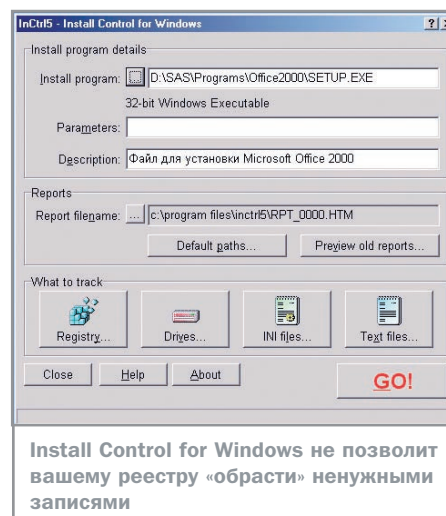 InCtrl5 - Install Control for Windows
Install program details
Install program: ... D:\SAS\Programs\Office2000\SETUP.EXE
32-bit Windows Executable
Parameters:
Description: Файл для установки Microsoft Office 2000
Reports
Report filename: ... c:\program files\inctrl5\RPT_0000.HTM
Default paths... Preview old reports...
What to track
Registry... Drives... INI files... Text files...
Close Help About GO!
Install Control for Windows не позволит
вашему реестру «обрасти» ненужными
записями